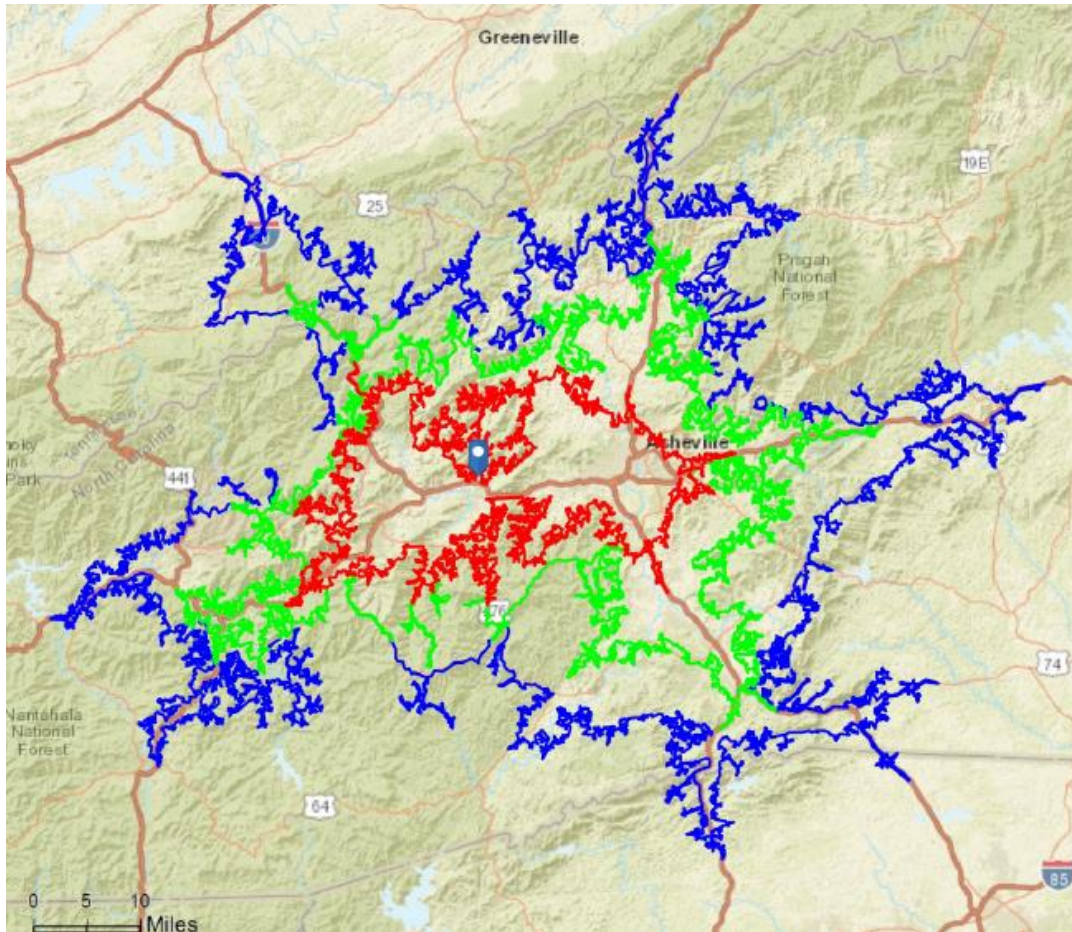 Greeneville
19E
25
Pisgah
National
Forest
Asheville
441
Tennessee
North Carolina
Park
76
74
Nantahala
National
Forest
64
85
0 5 10
Miles